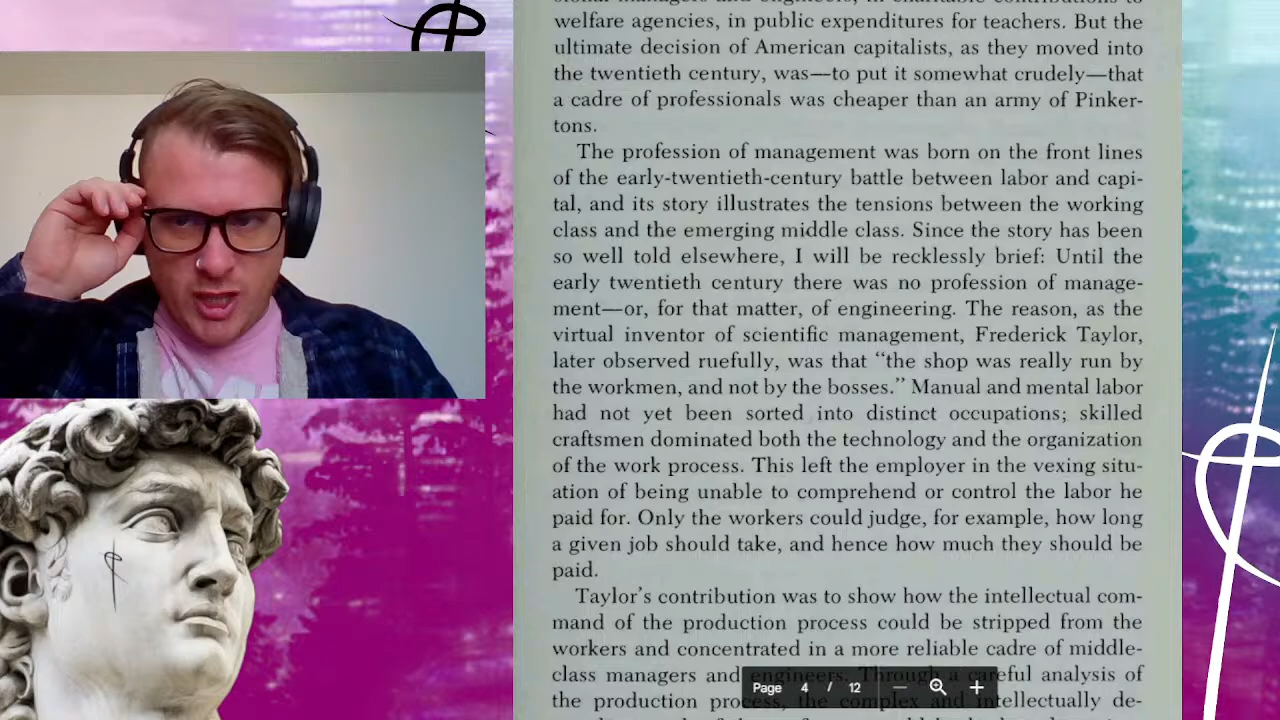 welfare agencies, in public expenditures for teachers. But the
ultimate decision of American capitalists, as they moved into
the twentieth century, was—to put it somewhat crudely—that
a cadre of professionals was cheaper than an army of Pinker-
tons.
The profession of management was born on the front lines
of the early-twentieth-century battle between labor and capi-
tal, and its story illustrates the tensions between the working
class and the emerging middle class. Since the story has been
so well told elsewhere, I will be recklessly brief: Until the
early twentieth century there was no profession of manage-
ment—or, for that matter, of engineering. The reason, as the
virtual inventor of scientific management, Frederick Taylor,
later observed ruefully, was that “the shop was really run by
the workmen, and not by the bosses.” Manual and mental labor
had not yet been sorted into distinct occupations; skilled
craftsmen dominated both the technology and the organization
of the work process. This left the employer in the vexing situ-
ation of being unable to comprehend or control the labor he
paid for. Only the workers could judge, for example, how long
a given job should take, and hence how much they should be
paid.
Taylor’s contribution was to show how the intellectual com-
mand of the production process could be stripped from the
workers and concentrated in a more reliable cadre of middle-
class managers and engineers. Through a careful analysis of
the production process, the complex and intellectually de-
Page 4 / 12